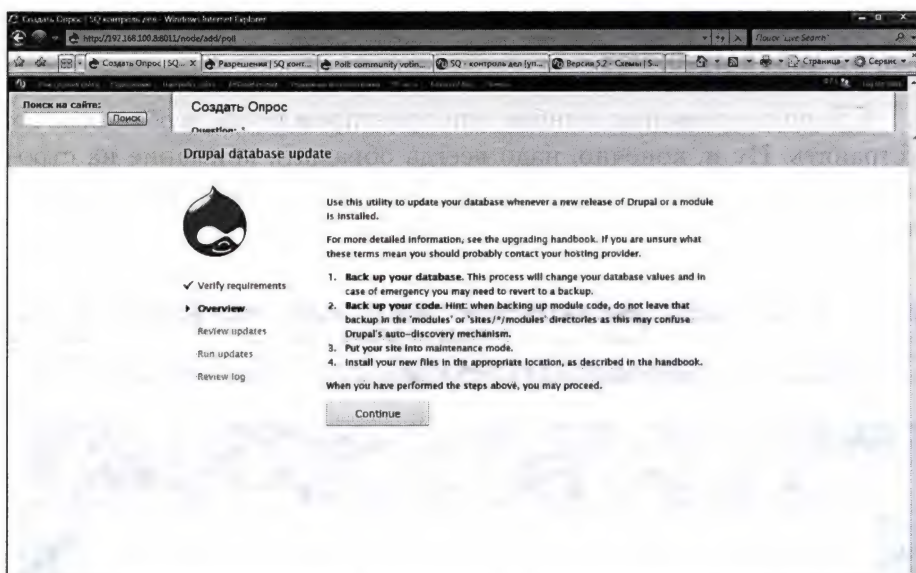 Создать Опрос | SQ контроль дел - Windows Internet Explorer
http://192.168.100.8:8011/node/add/poll
Поиск "Live Search"
Создать Опрос | SQ... X
Разрешения | SQ конт...
Poll: community votin...
SQ - контроль дел [уп...
Версия 5.2 - Схемы | S...
Страница
Сервис
Поиск на сайте:
Поиск
Создать Опрос
Question: *
Drupal database update
Use this utility to update your database whenever a new release of Drupal or a module
is installed.
For more detailed information, see the upgrading handbook. If you are unsure what
these terms mean you should probably contact your hosting provider.
✓ Verify requirements
Overview
Review updates
Run updates
Review log
1. Back up your database. This process will change your database values and in
case of emergency you may need to revert to a backup.
2. Back up your code. Hint: when backing up module code, do not leave that
backup in the 'modules' or 'sites/*/modules' directories as this may confuse
Drupal's auto-discovery mechanism.
3. Put your site into maintenance mode.
4. Install your new files in the appropriate location, as described in the handbook.
When you have performed the steps above, you may proceed.
Continue